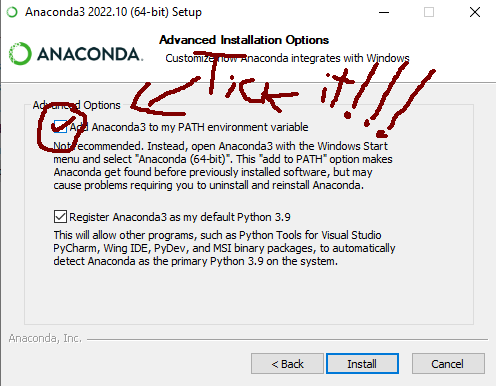 Anaconda3 2022.10 (64-bit) Setup
ANACONDA.
Advanced Installation Options
Customize how Anaconda integrates with Windows
Tick it!!!!
Advanced Options
Add Anaconda3 to my PATH environment variable
Not recommended. Instead, open Anaconda3 with the Windows Start
menu and select "Anaconda (64-bit)". This "add to PATH" option makes
Anaconda get found before previously installed software, but may
cause problems requiring you to uninstall and reinstall Anaconda.
Register Anaconda3 as my default Python 3.9
This will allow other programs, such as Python Tools for Visual Studio
PyCharm, Wing IDE, PyDev, and MSI binary packages, to automatically
detect Anaconda as the primary Python 3.9 on the system.
Anaconda, Inc.
< Back
Install
Cancel